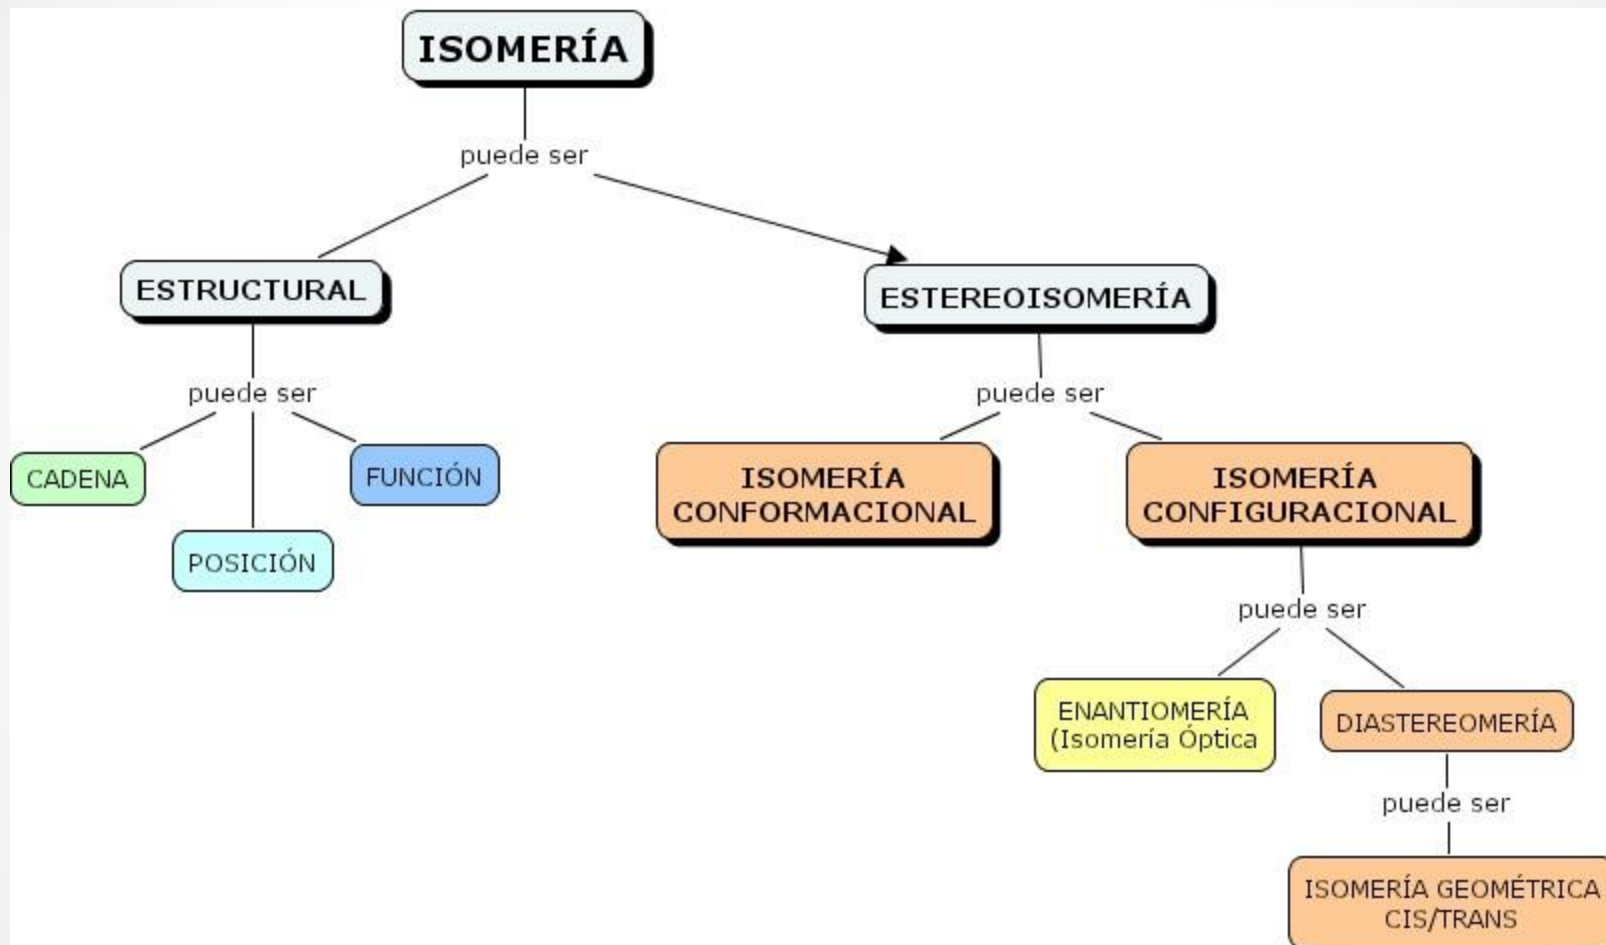 ISOMERÍA
puede ser
ESTRUCTURAL
ESTEREOISOMERÍA
puede ser
puede ser
CADENA
FUNCIÓN
POSICIÓN
ISOMERÍA
CONFORMACIONAL
ISOMERÍA
CONFIGURACIONAL
puede ser
ENANTIOMERÍA
(Isomería Óptica
DIASTEREOMERÍA
puede ser
ISOMERÍA GEOMÉTRICA
CIS/TRANS